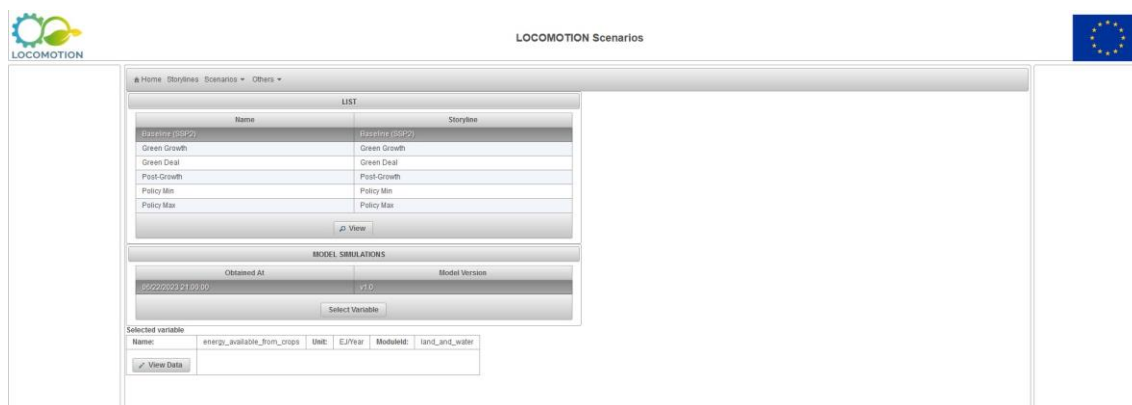 LOCOMOTION Scenarios
LOCOMOTION
Home Storylines Scenarios Others
LIST
Name Storyline
Baseline (SSP2) Baseline (SSP2)
Green Growth Green Growth
Green Deal Green Deal
Post-Growth Post-Growth
Policy Min Policy Min
Policy Max Policy Max
View
MODEL SIMULATIONS
Obtained At Model Version
v1.0
Select Variable
Selected variable
Name: energy_available_from_crops Unit: EJ/Year ModuleId: land_and_water
View Data